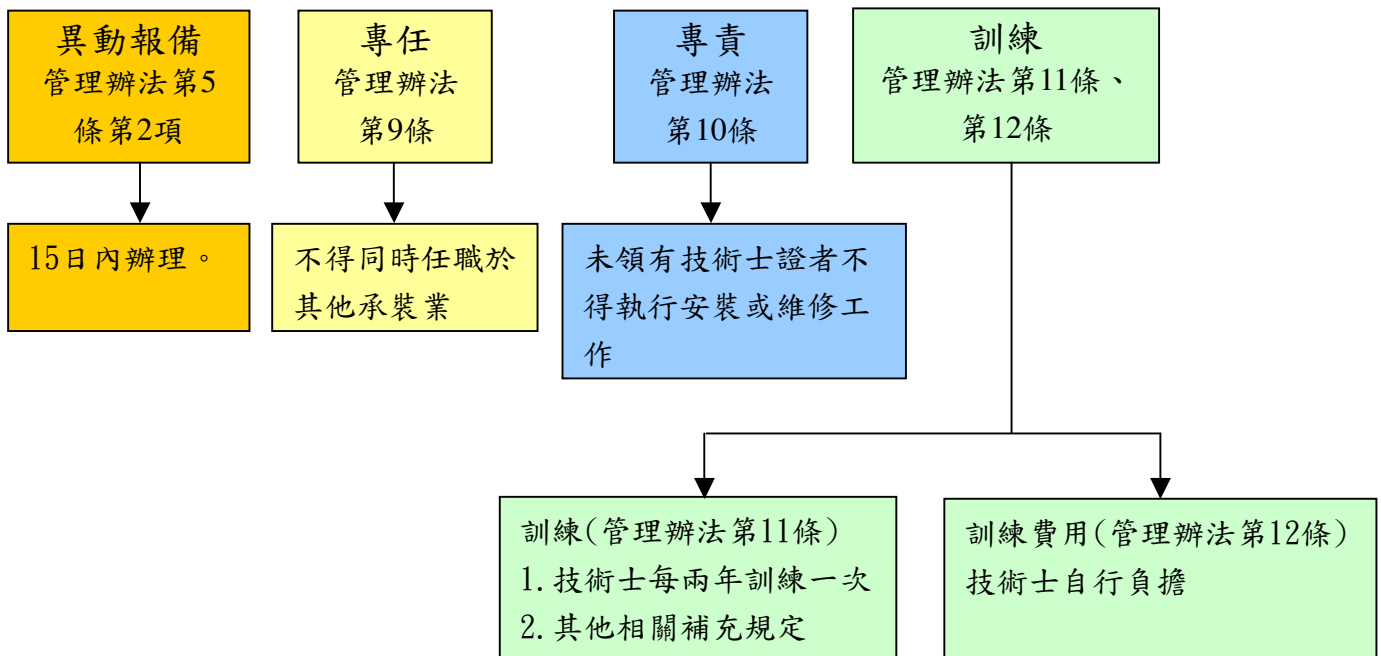 異動報備
管理辦法第5
條第2項
專任
管理辦法
第9條
專責
管理辦法
第10條
訓練
管理辦法第11條、
第12條
15日內辦理。
不得同時任職於
其他承裝業
未領有技術士證者不
得執行安裝或維修工
作
訓練(管理辦法第11條)
1.技術士每兩年訓練一次
2.其他相關補充規定
訓練費用(管理辦法第12條)
技術士自行負擔